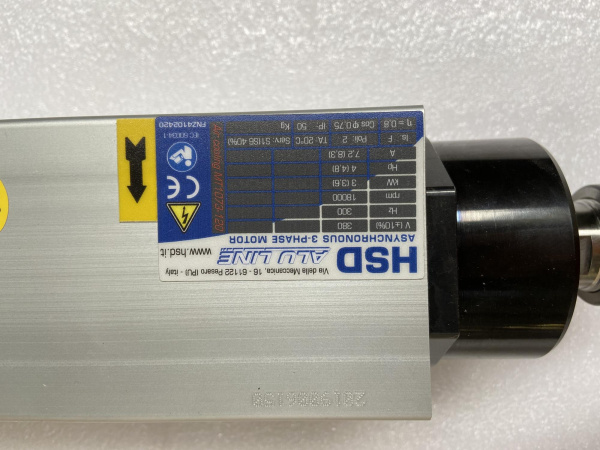 Via della Meccanica, 16 - 61122 Pesaro (PU) - Italy
HSD ALU LINE
www.hsd.it
ASYNCHRONOUS 3-PHASE MOTOR
V (±10%) 380
Hz 300
rpm 18000
kW 3 (3,6)
Hp 4 (4,8)
A 7,2 (8,3)
Is. F Poli: 2 TA -20°C Serv. S1(S6 40%)
η = 0,8 Cos φ 0,75 IP: 50 Kg
CE
IEC 60034-1
FNZ4102420